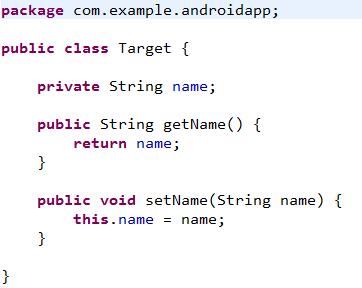 package com.example.androidapp;
public class Target {
private String name;
public String getName() {
return name;
}
public void setName(String name) {
this.name = name;
}
}